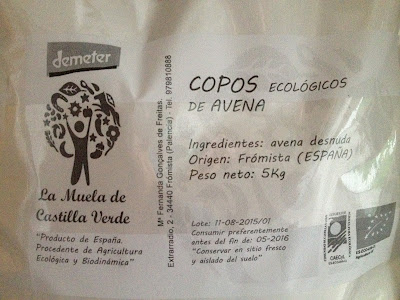 demeter
La Muela de
Castilla Verde
"Producto de España.
Procedente de Agricultura
Ecológica y Biodinámica"
Mª Fernanda Gonçalves de Freitas.
Extrarradio, 2 - 34440 Frómista (Palencia) - Tel. 979810888
COPOS ECOLÓGICOS
DE AVENA
Ingredientes: avena desnuda
Origen: Frómista (ESPAÑA)
Peso neto: 5Kg
Lote: 11-08-2015/01
Consumir preferentemente
antes del fin de: 05-2016
"Conservar en sitio fresco
y aislado del suelo"
CAECyL